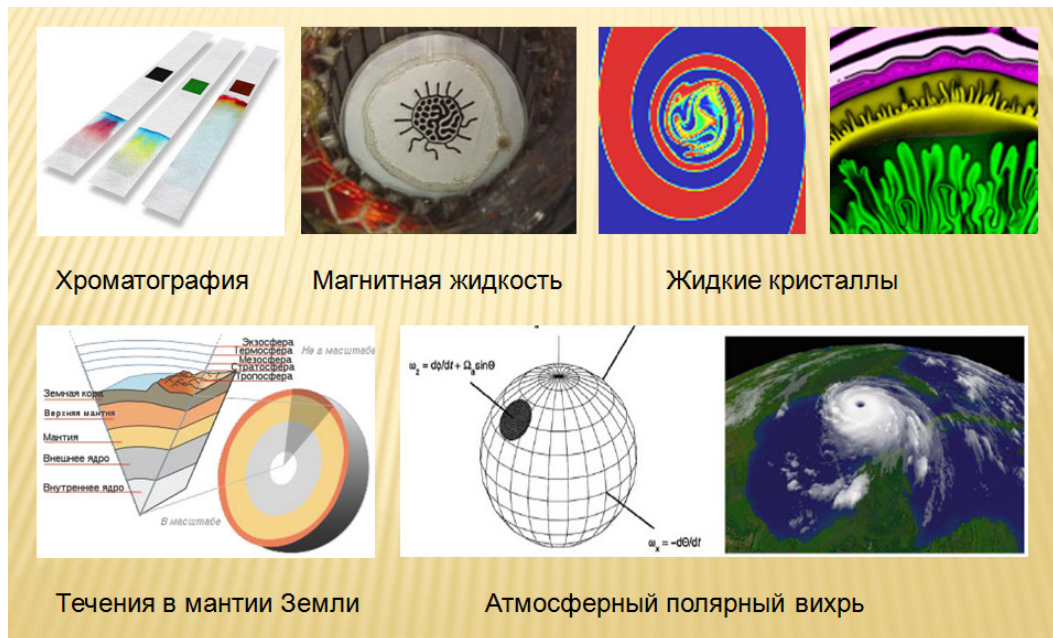 Хроматография
Магнитная жидкость
Жидкие кристаллы
Экзосфера
Термосфера
Мезосфера
Стратосфера
Тропосфера
Не в масштабе
Земная кора
Верхняя мантия
Мантия
Внешнее ядро
Внутреннее ядро
В масштабе
ω_z = dϕ/dt + Ω_a sinΘ
ω_x = −dΘ/dt
Течения в мантии Земли
Атмосферный полярный вихрь